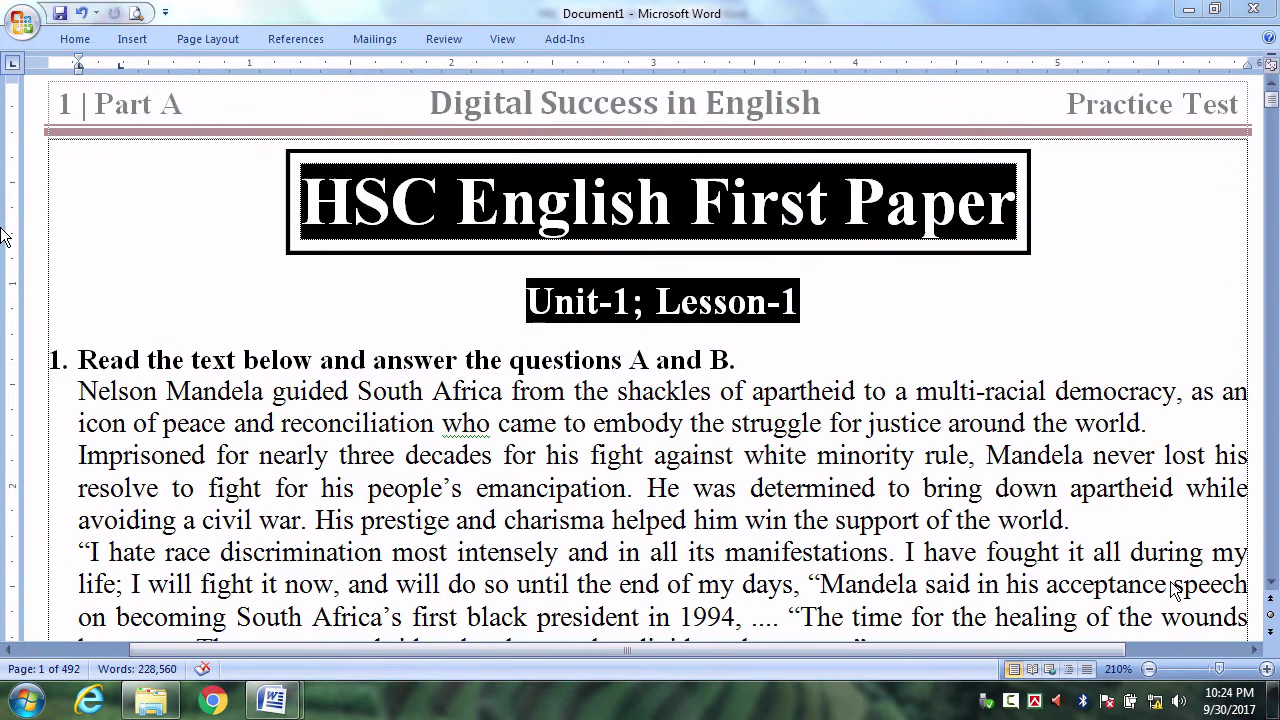 Document1 - Microsoft Word
Home Insert Page Layout References Mailings Review View Add-Ins
1 2 3 4 5 6
1 | Part A Digital Success in English Practice Test
HSC English First Paper
Unit-1; Lesson-1
1. Read the text below and answer the questions A and B.
Nelson Mandela guided South Africa from the shackles of apartheid to a multi-racial democracy, as an
icon of peace and reconciliation who came to embody the struggle for justice around the world.
Imprisoned for nearly three decades for his fight against white minority rule, Mandela never lost his
resolve to fight for his people’s emancipation. He was determined to bring down apartheid while
avoiding a civil war. His prestige and charisma helped him win the support of the world.
“I hate race discrimination most intensely and in all its manifestations. I have fought it all during my
life; I will fight it now, and will do so until the end of my days, “Mandela said in his acceptance speech
on becoming South Africa’s first black president in 1994, .... “The time for the healing of the wounds
Page: 1 of 492 Words: 228,560 210%
10:24 PM
9/30/2017